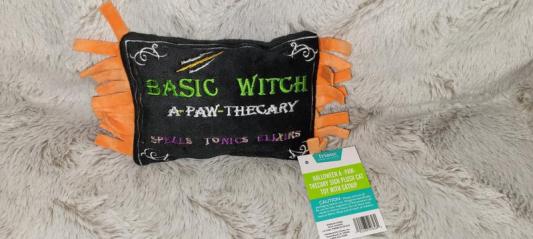 BASIC WITCH
A-PAW-THECARY
SPELLS TONICS ELIXIRS
frisco
HALLOWEEN A-PAW-
THECARY SIGN PLUSH CAT
TOY WITH CATNIP
CAUTION